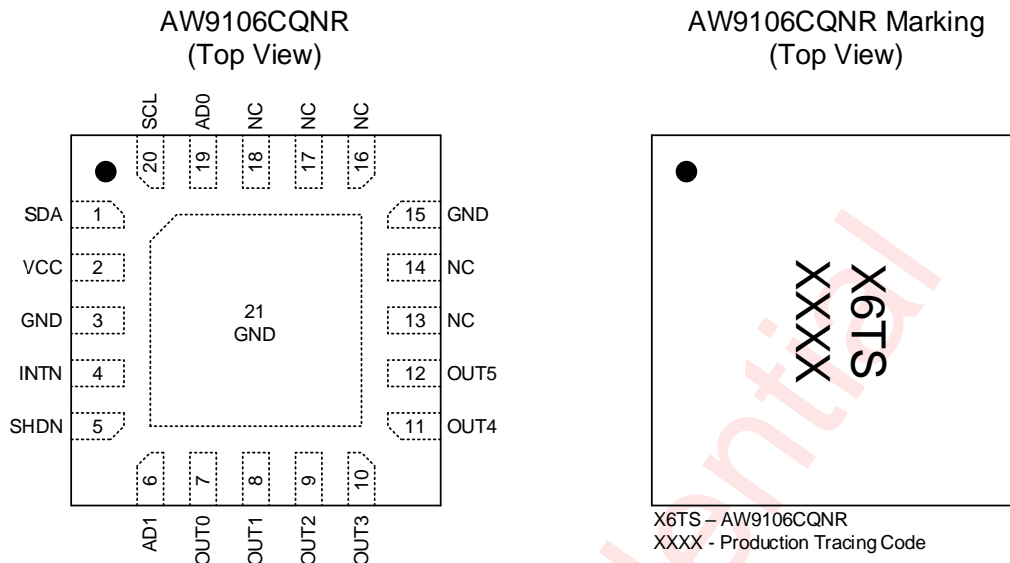 AW9106CQNR
(Top View)
SCL
AD0
NC
NC
NC
20
19
18
17
16
SDA 1
VCC 2
GND 3
INTN 4
SHDN 5
21
GND
15 GND
14 NC
13 NC
12 OUT5
11 OUT4
6
7
8
9
10
AD1
OUT0
OUT1
OUT2
OUT3
AW9106CQNR Marking
(Top View)
X6TS
XXXX
X6TS – AW9106CQNR
XXXX - Production Tracing Code